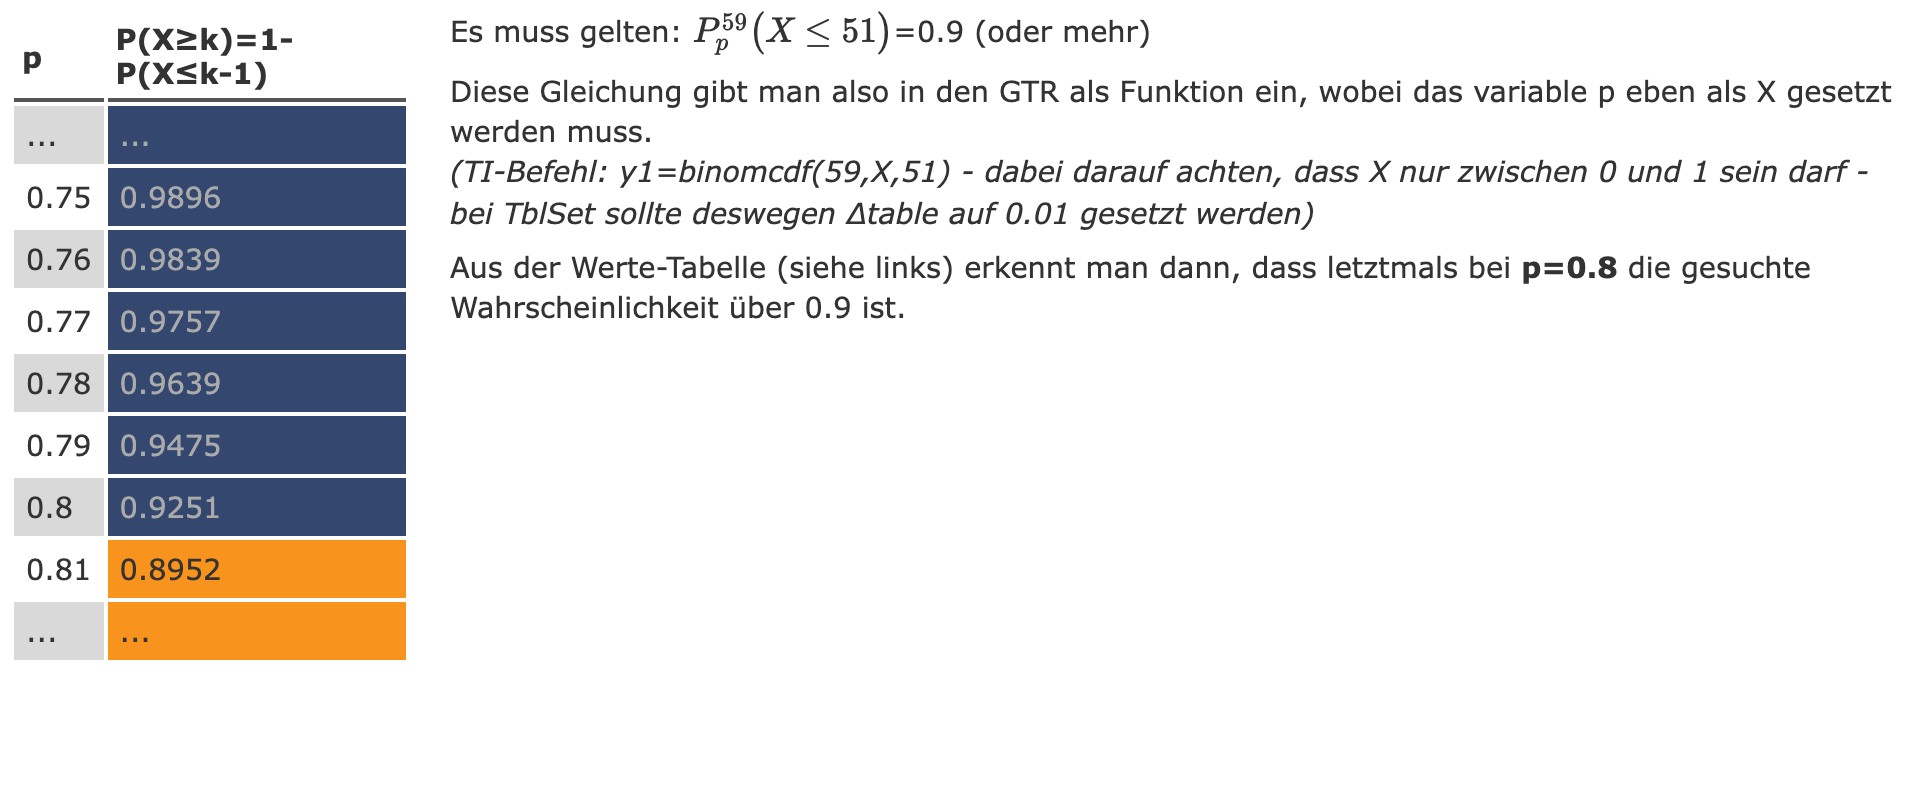 p
P(X≥k)=1-
P(X≤k-1)
... ...
0.75 0.9896
0.76 0.9839
0.77 0.9757
0.78 0.9639
0.79 0.9475
0.8 0.9251
0.81 0.8952
... ...
Es muss gelten: P_p^59 (X ≤ 51)=0.9 (oder mehr)
Diese Gleichung gibt man also in den GTR als Funktion ein, wobei das variable p eben als X gesetzt
werden muss.
(TI-Befehl: y1=binomcdf(59,X,51) - dabei darauf achten, dass X nur zwischen 0 und 1 sein darf -
bei TblSet sollte deswegen Δtable auf 0.01 gesetzt werden)
Aus der Werte-Tabelle (siehe links) erkennt man dann, dass letztmals bei p=0.8 die gesuchte
Wahrscheinlichkeit über 0.9 ist.